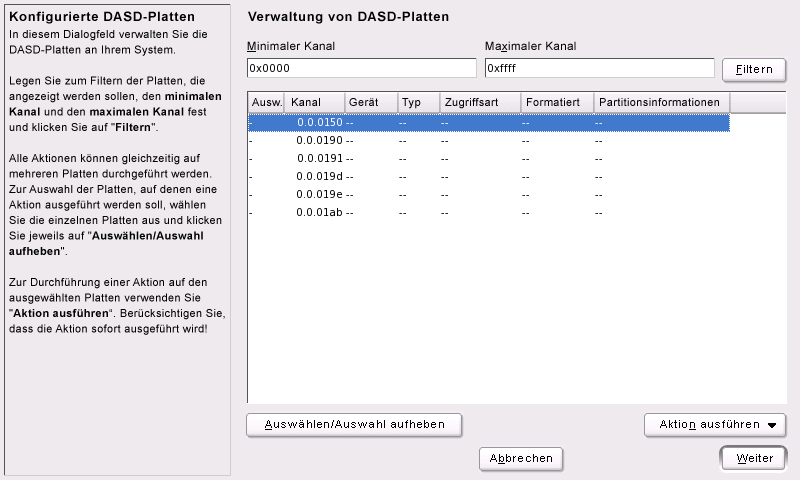 Konfigurierte DASD-Platten
In diesem Dialogfeld verwalten Sie die
DASD-Platten an Ihrem System.
Legen Sie zum Filtern der Platten, die
angezeigt werden sollen, den minimalen
Kanal und den maximalen Kanal fest
und klicken Sie auf "Filtern".
Alle Aktionen können gleichzeitig auf
mehreren Platten durchgeführt werden.
Zur Auswahl der Platten, auf denen eine
Aktion ausgeführt werden soll, wählen
Sie die einzelnen Platten aus und klicken
Sie jeweils auf "Auswählen/Auswahl
aufheben".
Zur Durchführung einer Aktion auf den
ausgewählten Platten verwenden Sie
"Aktion ausführen". Berücksichtigen Sie,
dass die Aktion sofort ausgeführt wird!
Verwaltung von DASD-Platten
Minimaler Kanal Maximaler Kanal
0x0000 0xffff Filtern
Ausw. Kanal Gerät Typ Zugriffsart Formatiert Partitionsinformationen
- 0.0.0150 -- -- -- -- --
- 0.0.0190 -- -- -- -- --
- 0.0.0191 -- -- -- -- --
- 0.0.019d -- -- -- -- --
- 0.0.019e -- -- -- -- --
- 0.0.01ab -- -- -- -- --
Auswählen/Auswahl aufheben Aktion ausführen
Abbrechen Weiter